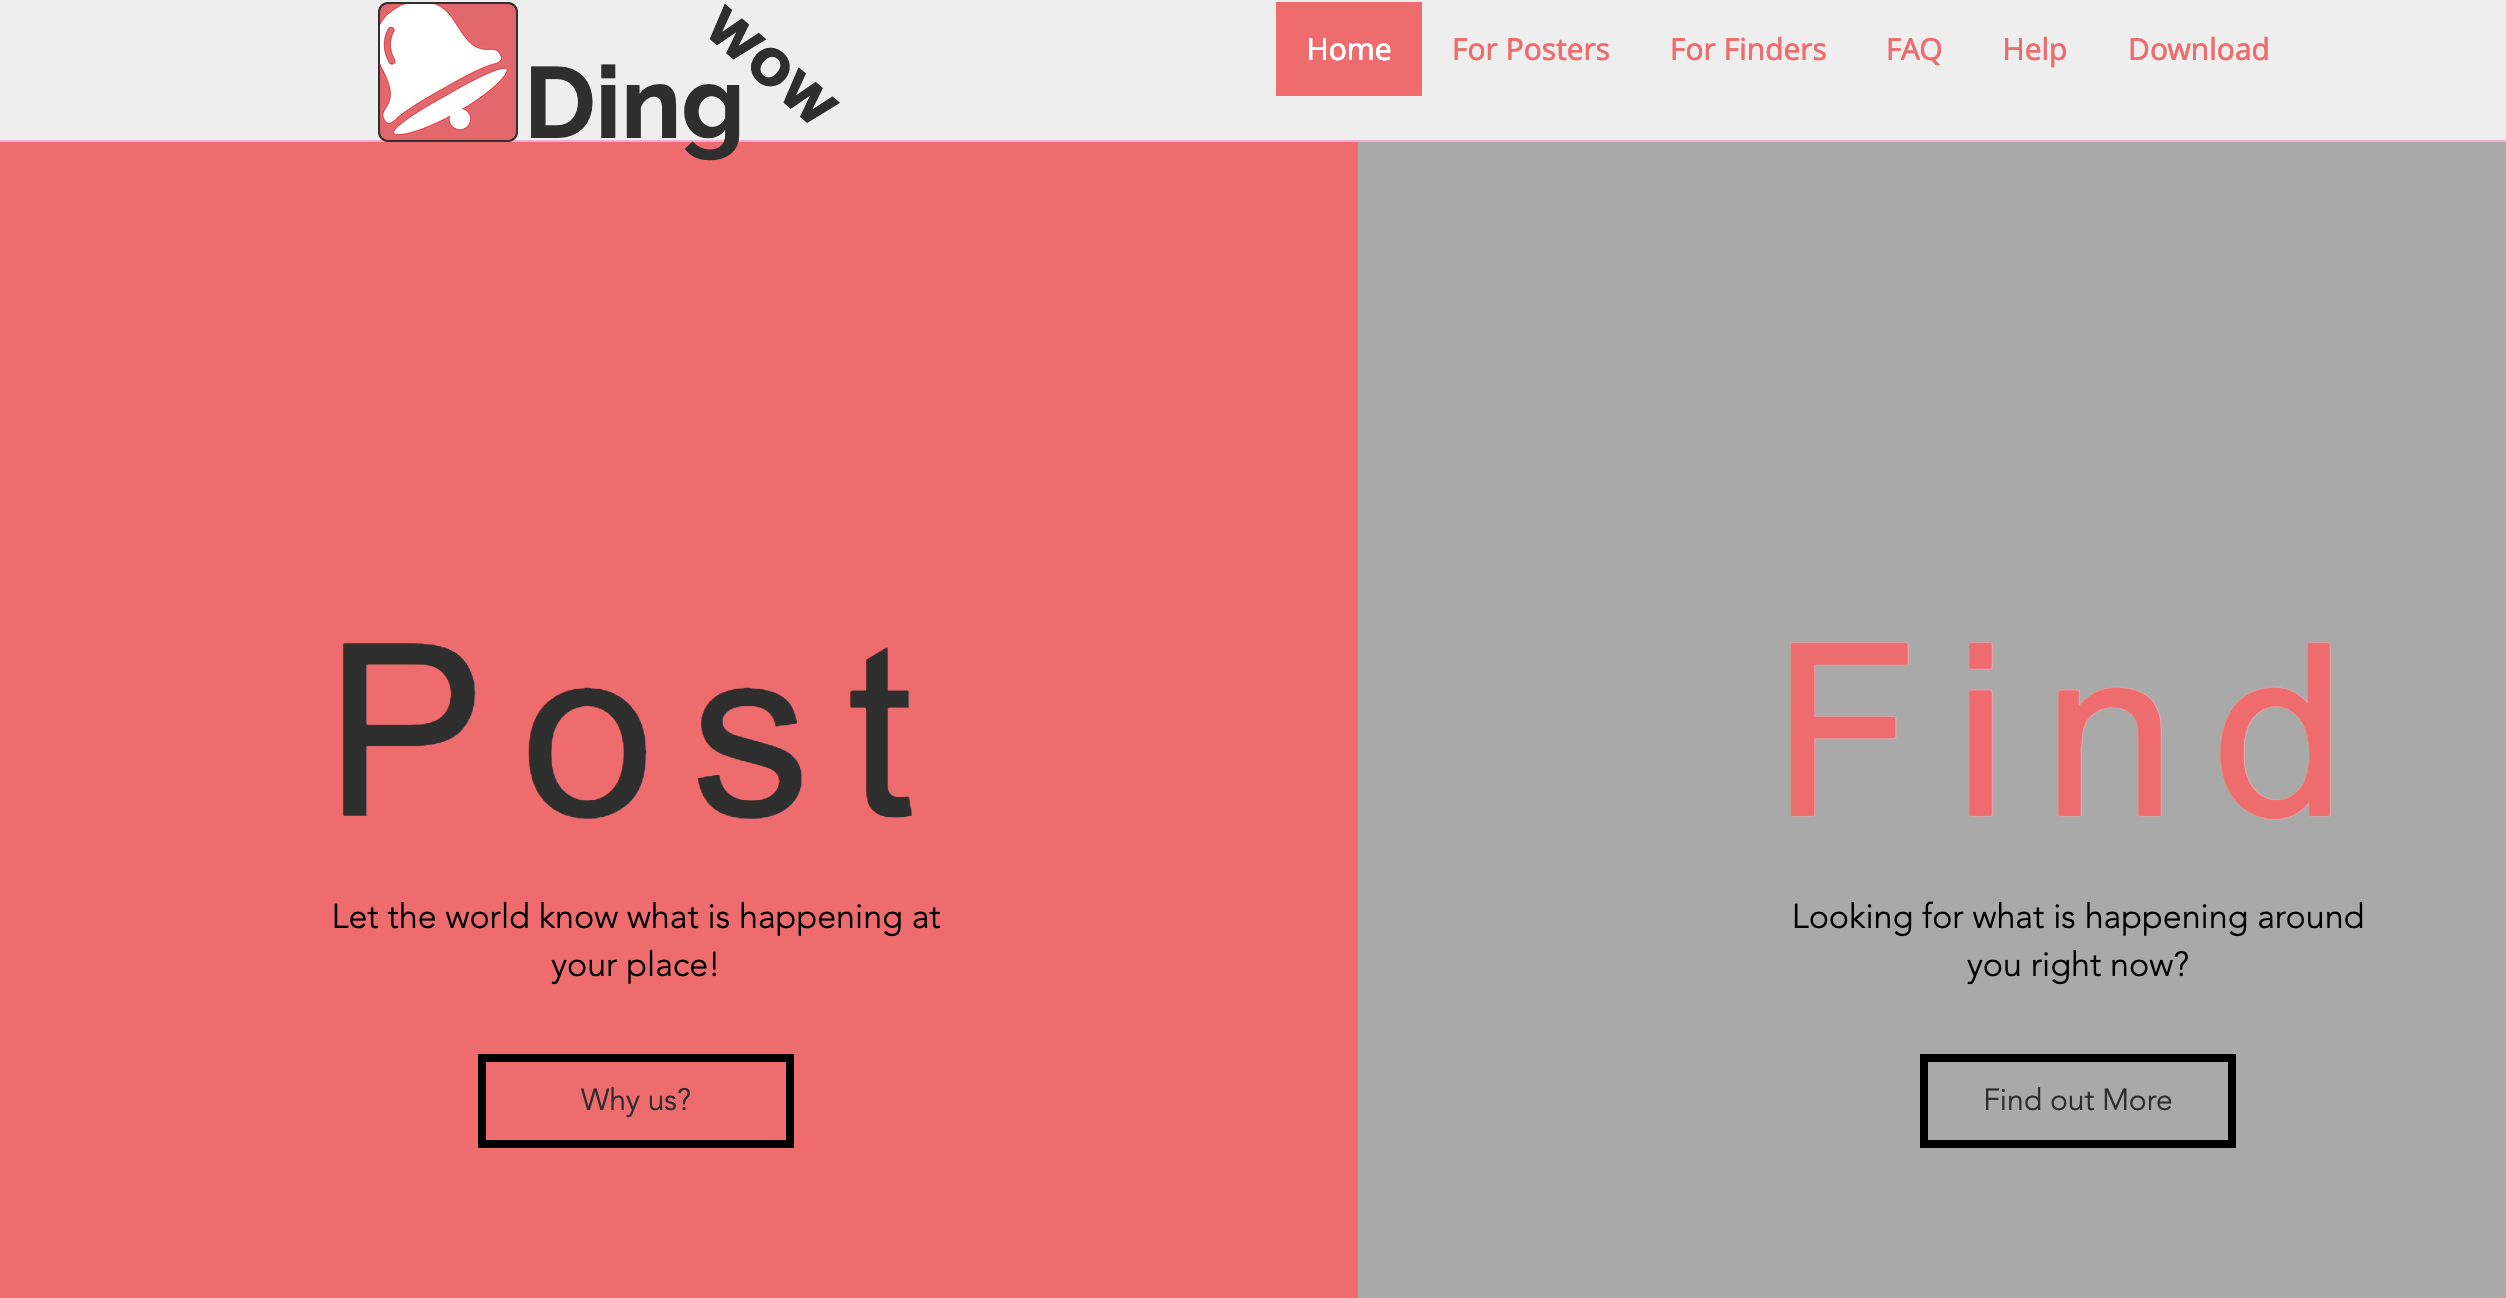 Ding wow
Home For Posters For Finders FAQ Help Download
Post
Let the world know what is happening at
your place!
Why us?
Find
Looking for what is happening around
you right now?
Find out More